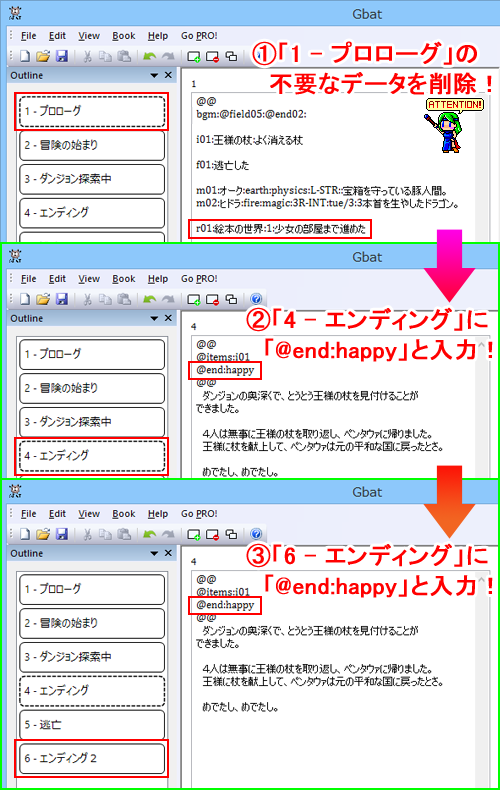 Gbat
File Edit View Book Help Go PRO!
①「1 – プロローグ」の
不要なデータを削除！
ATTENTION!
Outline
1 - プロローグ
2 - 冒険の始まり
3 - ダンジョン探索中
4 - エンディング
1
@@
bgm:@field05:@end02:
i01:王様の杖:よく消える杖
f01:逃亡した
m01:オーク:earth:physics:L-STR::宝箱を守っている豚人間。
m02:ヒドラ:fire:magic:3R-INT:tue/3:3本首を生やしたドラゴン。
r01:絵本の世界:1:少女の部屋まで進めた
Gbat
File Edit View Book Help Go PRO!
②「4 – エンディング」に
「@end:happy」と入力！
Outline
1 - プロローグ
2 - 冒険の始まり
3 - ダンジョン探索中
4 - エンディング
4
@@
@items:i01
@end:happy
@@
ダンジョンの奥深くで、とうとう王様の杖を見付けることが
できました。
4人は無事に王様の杖を取り返し、ペンタウァに帰りました。
王様に杖を献上して、ペンタウァは元の平和な国に戻ったとさ。
めでたし、めでたし。
Gbat
File Edit View Book Help Go PRO!
③「6 – エンディング」に
「@end:happy」と入力！
Outline
1 - プロローグ
2 - 冒険の始まり
3 - ダンジョン探索中
4 - エンディング
5 - 逃亡
6 - エンディング２
4
@@
@items:i01
@end:happy
@@
ダンジョンの奥深くで、とうとう王様の杖を見付けることが
できました。
4人は無事に王様の杖を取り返し、ペンタウァに帰りました。
王様に杖を献上して、ペンタウァは元の平和な国に戻ったとさ。
めでたし、めでたし。